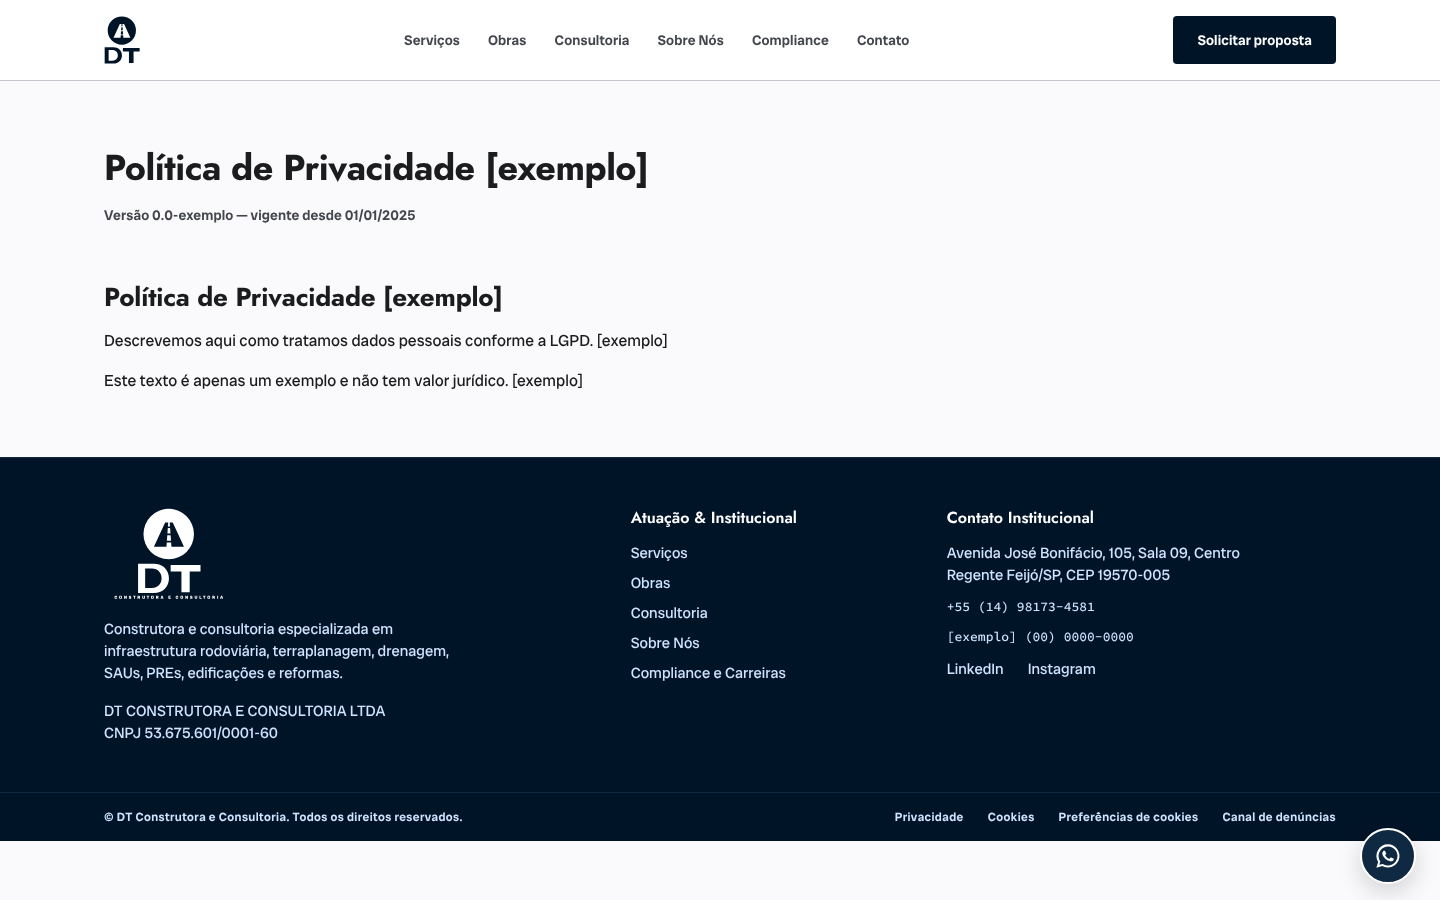 DT
Serviços
Obras
Consultoria
Sobre Nós
Compliance
Contato
Solicitar proposta
Política de Privacidade [exemplo]
Versão 0.0-exemplo — vigente desde 01/01/2025
Política de Privacidade [exemplo]
Descrevemos aqui como tratamos dados pessoais conforme a LGPD. [exemplo]
Este texto é apenas um exemplo e não tem valor jurídico. [exemplo]
DT
CONSTRUTORA E CONSULTORIA
Construtora e consultoria especializada em
infraestrutura rodoviária, terraplanagem, drenagem,
SAUs, PREs, edificações e reformas.
DT CONSTRUTORA E CONSULTORIA LTDA
CNPJ 53.675.601/0001-60
Atuação & Institucional
Serviços
Obras
Consultoria
Sobre Nós
Compliance e Carreiras
Contato Institucional
Avenida José Bonifácio, 105, Sala 09, Centro
Regente Feijó/SP, CEP 19570-005
+55 (14) 98173-4581
[exemplo] (00) 0000-0000
LinkedIn
Instagram
© DT Construtora e Consultoria. Todos os direitos reservados.
Privacidade
Cookies
Preferências de cookies
Canal de denúncias